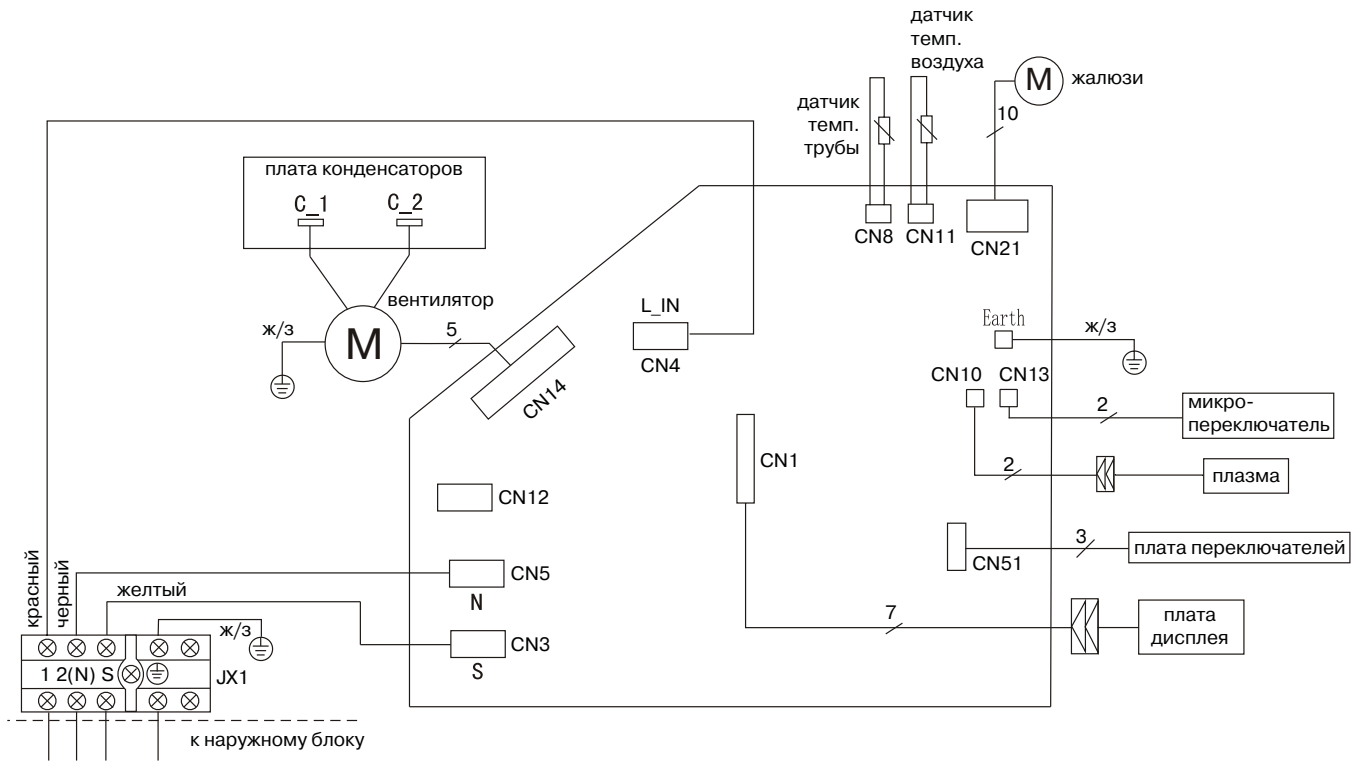 датчик
темп.
воздуха
М
жалюзи
10
датчик
темп.
трубы
плата конденсаторов
C_1
C_2
CN8
CN11
CN21
вентилятор
ж/з
М
5
CN14
L_IN
CN4
Earth
ж/з
CN10
CN13
2
микро-
переключатель
CN1
2
плазма
CN12
3
плата переключателей
CN51
красный
черный
CN5
N
желтый
7
плата
дисплея
ж/з
CN3
S
1 2(N) S
JX1
к наружному блоку